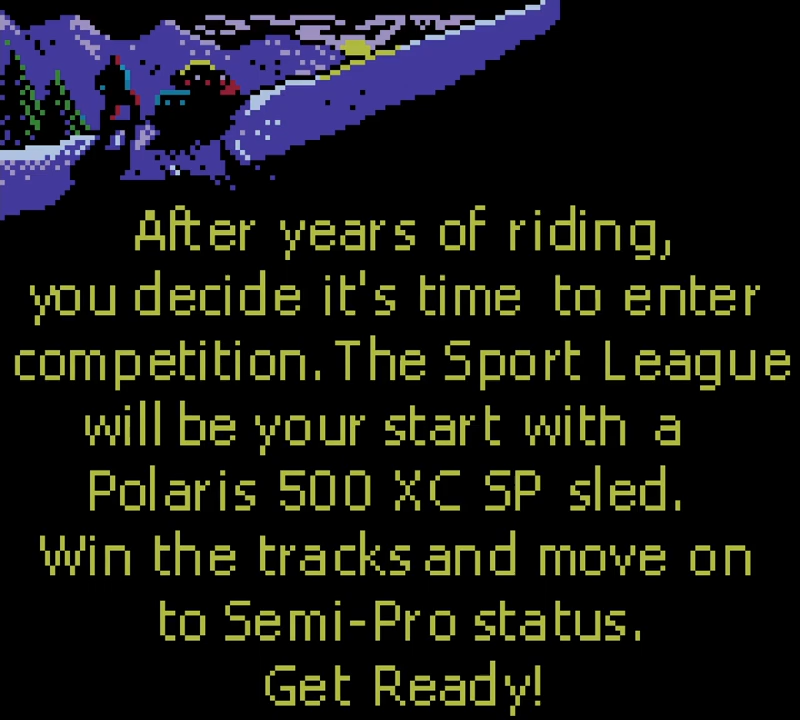 After years of riding,
you decide it's time to enter
competition. The Sport League
will be your start with a
Polaris 500 XC SP sled.
Win the tracks and move on
to Semi-Pro status.
Get Ready!